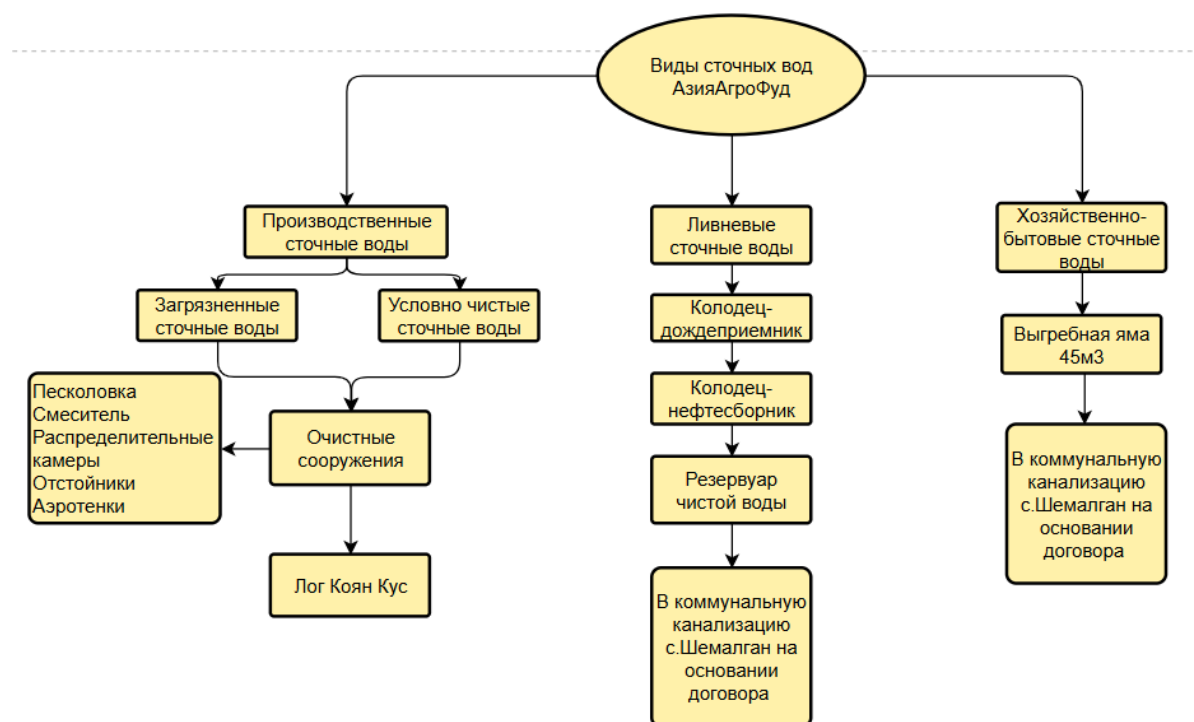 Виды сточных вод
АзияАгроФуд
Производственные
сточные воды
Ливневые
сточные воды
Хозяйственно-
бытовые сточные
воды
Загрязненные
сточные воды
Условно чистые
сточные воды
Колодец-
дождеприемник
Выгребная яма
45м3
Песколовка
Смеситель
Распределительные
камеры
Отстойники
Аэротенки
Очистные
сооружения
Колодец-
нефтесборник
В коммунальную
канализацию
с.Шемалган на
основании
договора
Резервуар
чистой воды
Лог Коян Кус
В коммунальную
канализацию
с.Шемалган на
основании
договора